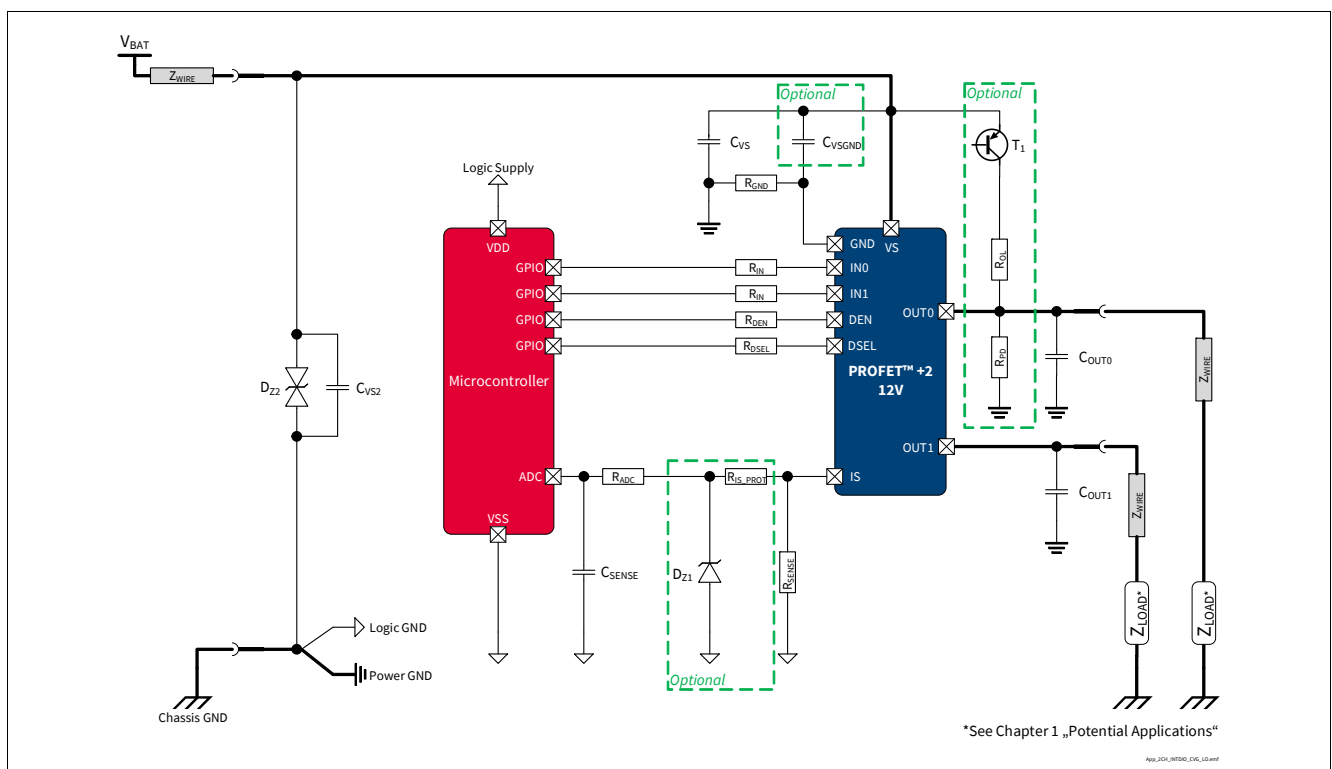 VBAT
ZWIRE
Optional
Optional
CVS
CVSGND
T1
Logic Supply
RGND
VDD
GND
VS
GPIO
RIN
IN0
ROL
GPIO
RIN
IN1
GPIO
RDEN
DEN
OUT0
GPIO
RDSEL
DSEL
DZ2
CVS2
Microcontroller
PROFET™ +2
12V
RPD
COUT0
ZWIRE
OUT1
ADC
RADC
RIS_PROT
IS
COUT1
ZWIRE
VSS
CSENSE
DZ1
RSENSE
ZLOAD*
ZLOAD*
Logic GND
Power GND
Optional
Chassis GND
*See Chapter 1 „Potential Applications“
App_2CH_INTDIO_CVG_LO.emf